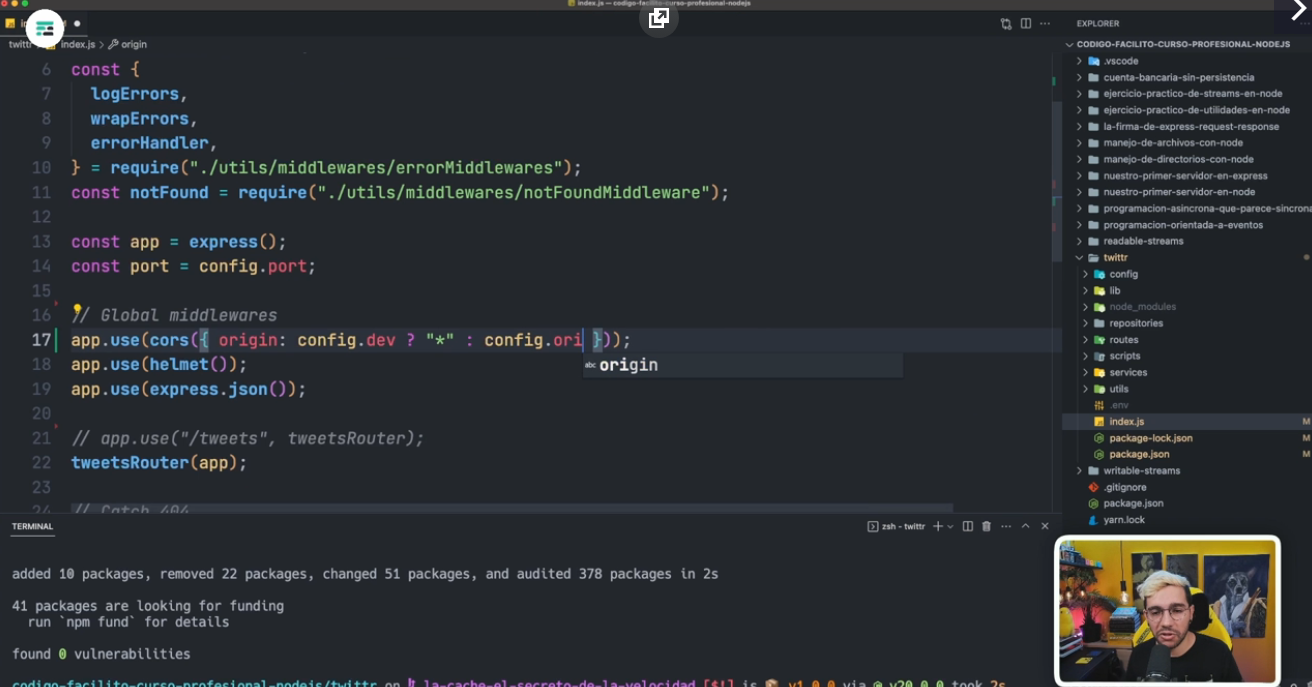 index.js — codigo-facilito-curso-profesional-nodejs
index.js > origin
6 const {
7 logErrors,
8 wrapErrors,
9 errorHandler,
10 } = require("./utils/middlewares/errorMiddlewares");
11 const notFound = require("./utils/middlewares/notFoundMiddleware");
12
13 const app = express();
14 const port = config.port;
15
16 // Global middlewares
17 app.use(cors({ origin: config.dev ? "*" : config.ori }));
origin
18 app.use(helmet());
19 app.use(express.json());
20
21 // app.use("/tweets", tweetsRouter);
22 tweetsRouter(app);
23
24 // Catch 404
TERMINAL
zsh - twittr
added 10 packages, removed 22 packages, changed 51 packages, and audited 378 packages in 2s
41 packages are looking for funding
run `npm fund` for details
found 0 vulnerabilities
codigo-facilito-curso-profesional-nodejs/twittr on la-cache-el-secreto-de-la-velocidad [$!] is v1.0.0 via v20.0.0 took 2s
EXPLORER
CODIGO-FACILITO-CURSO-PROFESIONAL-NODEJS
.vscode
cuenta-bancaria-sin-persistencia
ejercicio-practico-de-streams-en-node
ejercicio-practico-de-utilidades-en-node
la-firma-de-express-request-response
manejo-de-archivos-con-node
manejo-de-directorios-con-node
nuestro-primer-servidor-en-express
nuestro-primer-servidor-en-node
programacion-asincrona-que-parece-sincrona
programacion-orientada-a-eventos
readable-streams
twittr
config
lib
node_modules
repositories
routes
scripts
services
utils
.env
index.js M
package-lock.json M
package.json M
writable-streams
.gitignore
package.json
yarn.lock